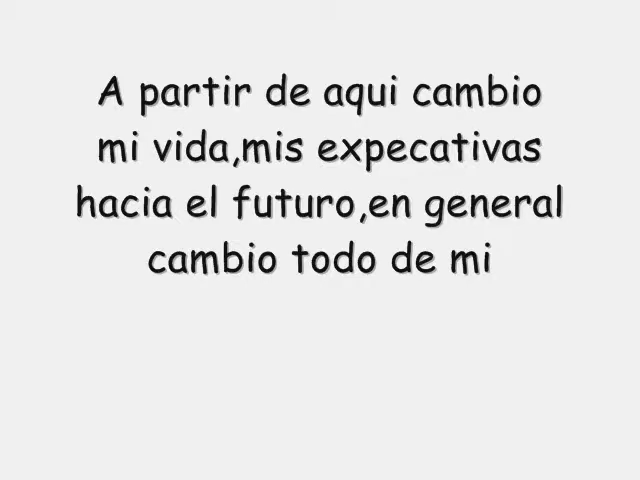 A partir de aqui cambio
mi vida,mis expecativas
hacia el futuro,en general
cambio todo de mi